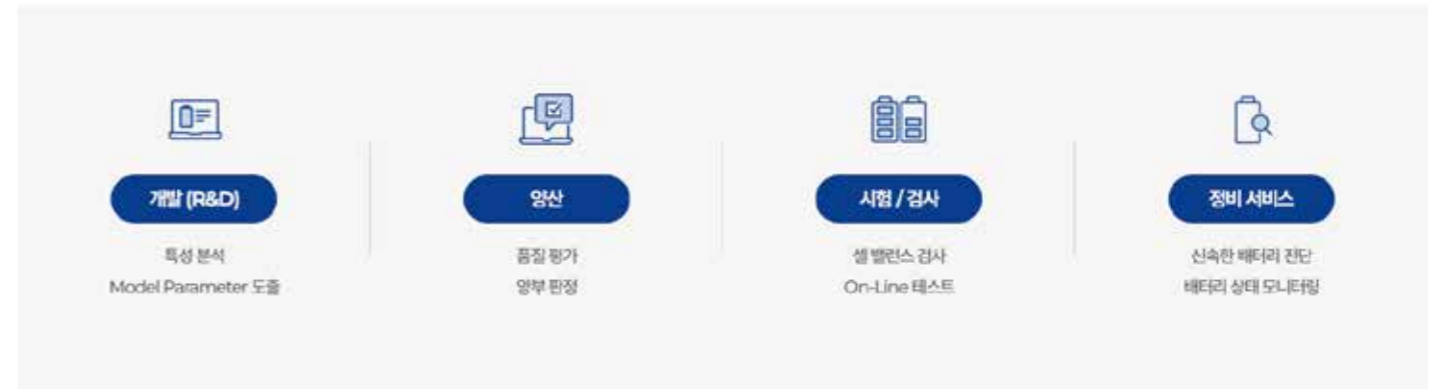 개발 (R&D)
특성 분석
Model Parameter 도출
양산
품질 평가
양부 판정
시험 / 검사
셀 밸런스 검사
On-Line 테스트
정비 서비스
신속한 배터리 진단
배터리 상태 모니터링